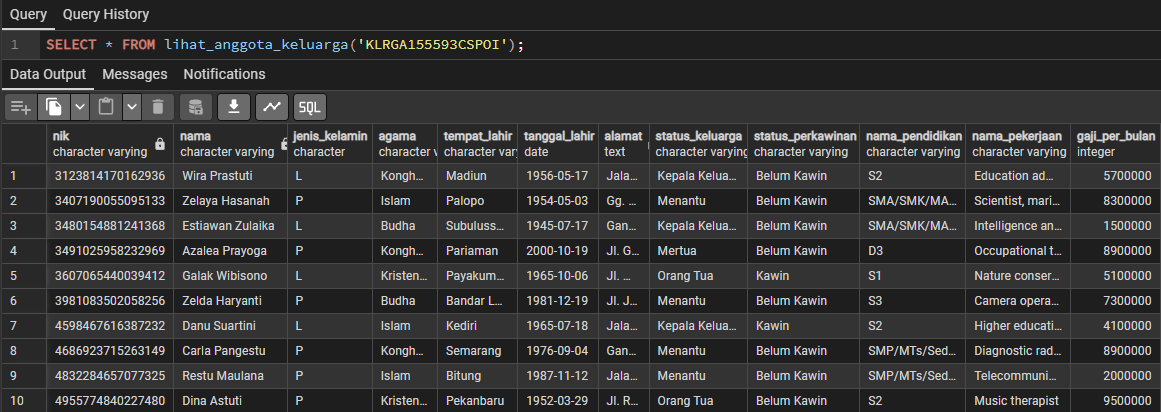 Query Query History
1 SELECT * FROM lihat_anggota_keluarga('KLRGA155593CSPOI');
Data Output Messages Notifications
SQL
nik nama jenis_kelamin agama tempat_lahir tanggal_lahir alamat status_keluarga status_perkawinan nama_pendidikan nama_pekerjaan gaji_per_bulan
character varying character varying character character v character var date text character varying character varying character varying character varying integer
1 3123814170162936 Wira Prastuti L Kongh... Madiun 1956-05-17 Jala... Kepala Kelua... Belum Kawin S2 Education ad... 5700000
2 3407190055095133 Zelaya Hasanah P Islam Palopo 1954-05-03 Gg. ... Menantu Belum Kawin SMA/SMK/MA... Scientist, mari... 8300000
3 3480154881241368 Estiawan Zulaika L Budha Subuluss... 1945-07-17 Gan... Kepala Kelua... Belum Kawin SMA/SMK/MA... Intelligence an... 1500000
4 3491025958232969 Azalea Prayoga P Kongh... Pariaman 2000-10-19 Jl. G... Mertua Belum Kawin D3 Occupational t... 8900000
5 3607065440039412 Galak Wibisono L Kristen... Payakum... 1965-10-06 Jl. ... Orang Tua Kawin S1 Nature conser... 5100000
6 3981083502058256 Zelda Haryanti P Budha Bandar L... 1981-12-19 Jl. J... Menantu Belum Kawin S3 Camera opera... 7300000
7 4598467616387232 Danu Suartini L Islam Kediri 1965-07-18 Jala... Kepala Kelua... Kawin S2 Higher educati... 4100000
8 4686923715263149 Carla Pangestu P Kongh... Semarang 1976-09-04 Gan... Menantu Belum Kawin SMP/MTs/Sed... Diagnostic rad... 8900000
9 4832284657077325 Restu Maulana P Islam Bitung 1987-11-12 Jala... Menantu Belum Kawin SMP/MTs/Sed... Telecommuni... 2000000
10 4955774840227480 Dina Astuti P Kristen... Pekanbaru 1952-03-29 Jl. R... Orang Tua Belum Kawin S2 Music therapist 9500000